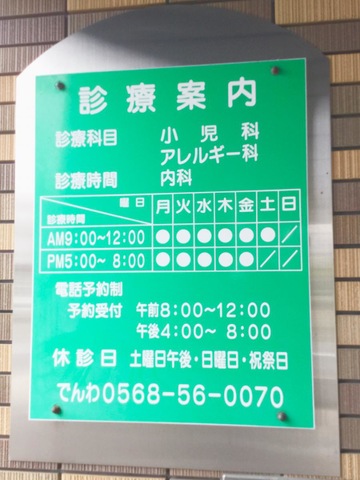 診療案内
診療科目 小児科
アレルギー科
診療時間 内科
曜日 月 火 水 木 金 土 日
診療時間
AM9:00~12:00 ● ● ● ● ● ● /
PM5:00~ 8:00 ● ● ● ● ● / /
電話予約制
予約受付 午前8:00~12:00
午後4:00~ 8:00
休診日 土曜日午後・日曜日・祝祭日
でんわ0568-56-0070